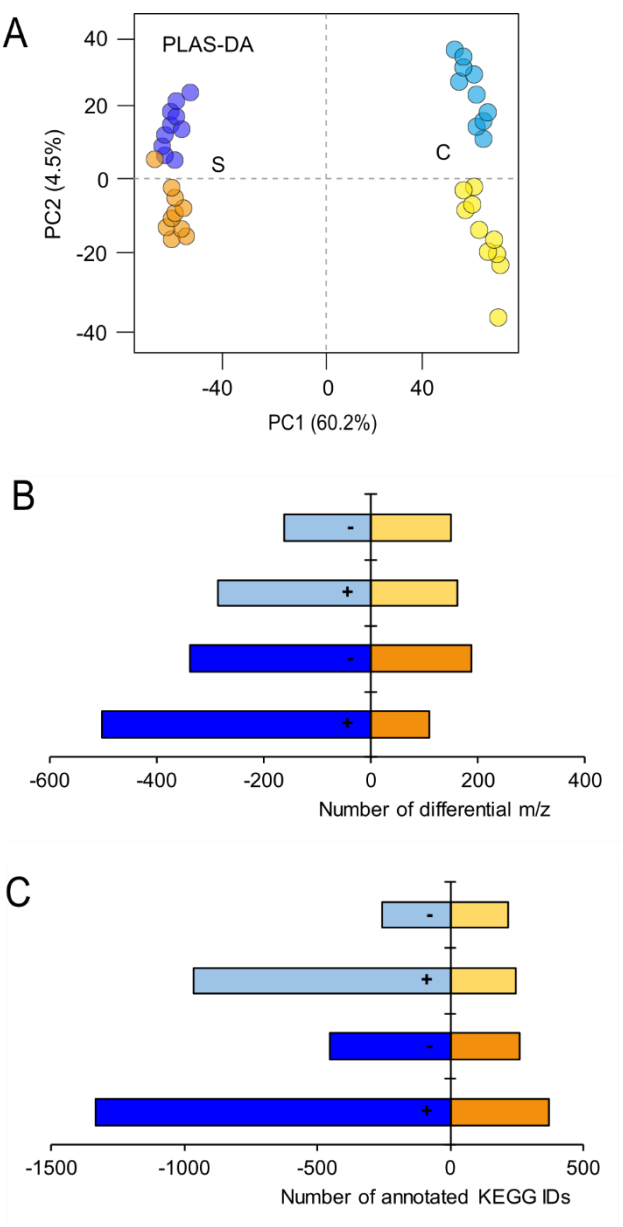 A
PLAS-DA
40
20
0
-20
-40
PC2 (4.5%)
S
C
-40
0
40
PC1 (60.2%)
B
-
+
-
+
-600
-400
-200
0
200
400
Number of differential m/z
C
-
+
-
+
-1500
-1000
-500
0
500
Number of annotated KEGG IDs